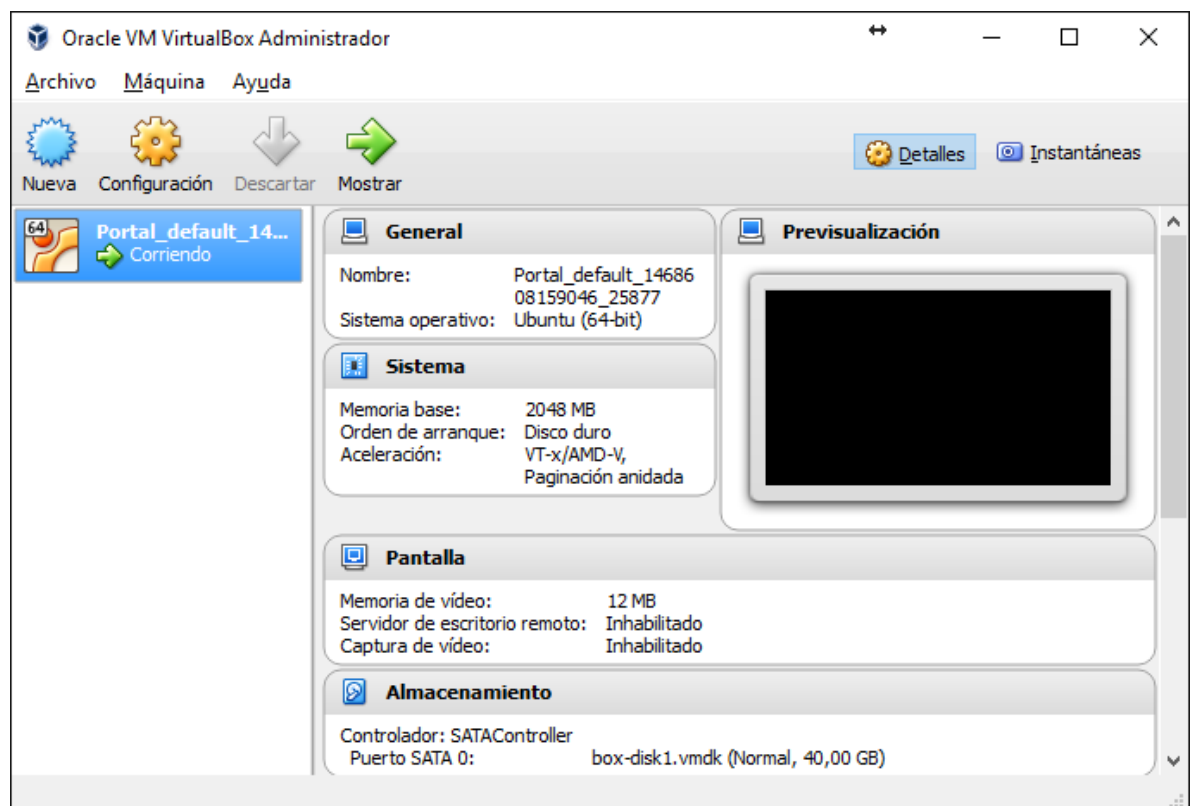 Oracle VM VirtualBox Administrador
Archivo Máquina Ayuda
Nueva Configuración Descartar Mostrar
Detalles Instantáneas
64
Portal_default_14...
Corriendo
General
Nombre: Portal_default_14686
08159046_25877
Sistema operativo: Ubuntu (64-bit)
Previsualización
Sistema
Memoria base: 2048 MB
Orden de arranque: Disco duro
Aceleración: VT-x/AMD-V,
Paginación anidada
Pantalla
Memoria de vídeo: 12 MB
Servidor de escritorio remoto: Inhabilitado
Captura de vídeo: Inhabilitado
Almacenamiento
Controlador: SATAController
Puerto SATA 0: box-disk1.vmdk (Normal, 40,00 GB)